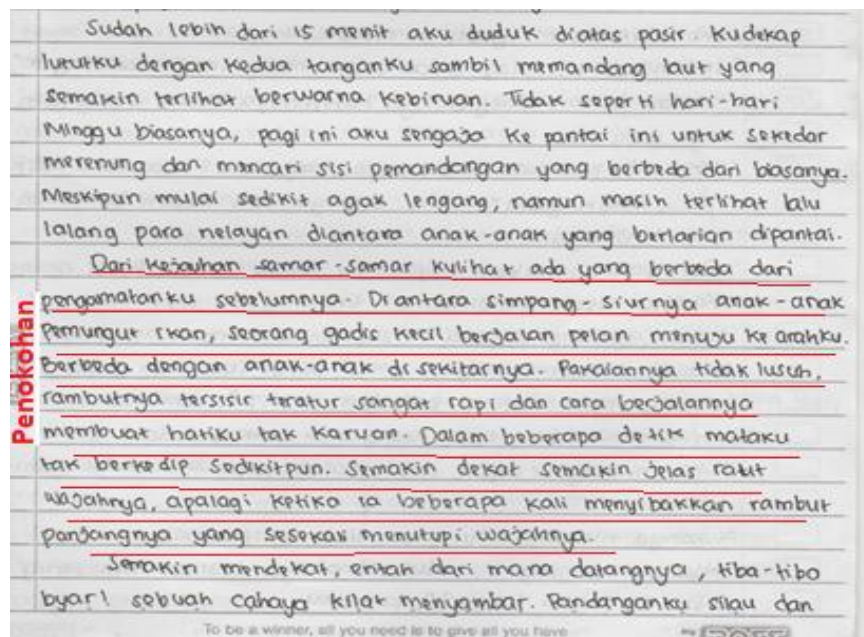 Sudah lebih dari 15 menit aku duduk diatas pasir. Kudekap
lututku dengan kedua tanganku sambil memandang laut yang
semakin terlihat berwarna kebiruan. Tidak seperti hari-hari
Minggu biasanya, pagi ini aku sengaja ke pantai ini untuk sekedar
merenung dan mencari sisi pemandangan yang berbeda dari biasanya.
Meskipun mulai sedikit agak lengang, namun masih terlihat lalu
lalang para nelayan diantara anak-anak yang berlarian dipantai.
Dari kejauhan samar-samar kulihat ada yang berbeda dari
pengamatanku sebelumnya. Diantara simpang-siurnya anak-anak
pemungut ikan, seorang gadis kecil berjalan pelan menuju ke arahku.
Berbeda dengan anak-anak di sekitarnya. Pakaiannya tidak lusuh,
rambutnya tersisir teratur sangat rapi dan cara berjalannya
membuat hatiku tak karuan. Dalam beberapa detik mataku
tak berkedip sedikitpun. Semakin dekat semakin jelas raut
wajahnya, apalagi ketika ia beberapa kali menyibakkan rambut
panjangnya yang sesekali menutupi wajahnya.
Semakin mendekat, entah dari mana datangnya, tiba-tiba
byar! sebuah cahaya kilat menyambar. Pandanganku silau dan
To be a winner, all you need is to give all you have
Penokohan